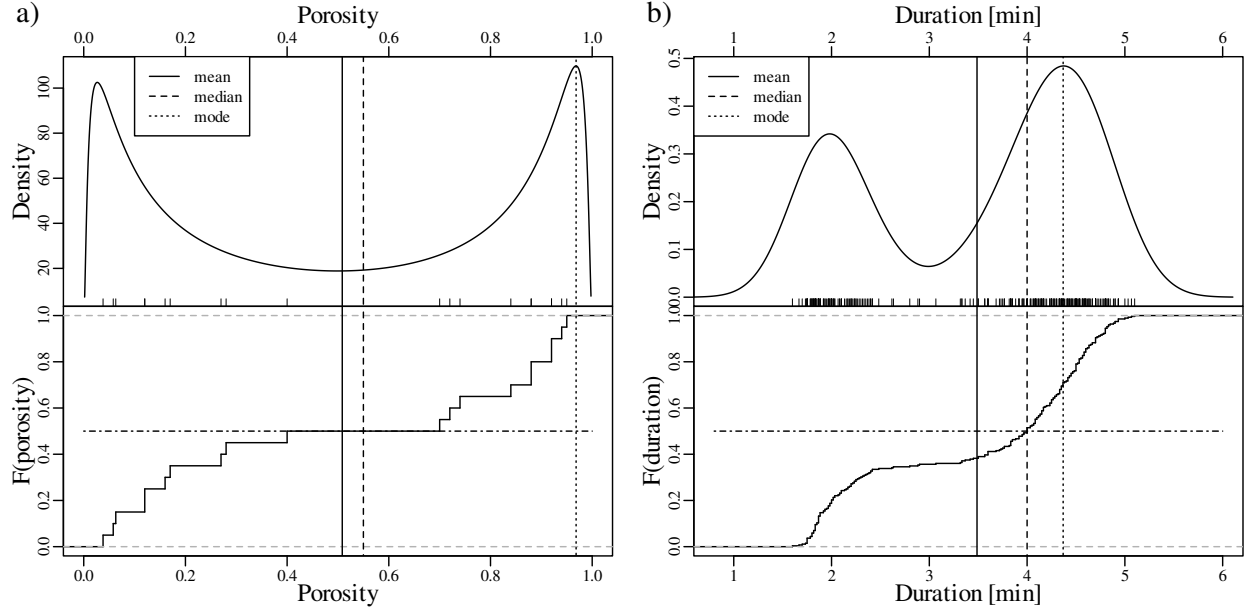 a)
Porosity
0.0 0.2 0.4 0.6 0.8 1.0
mean
median
mode
Density
20 40 60 80 100
F(porosity)
0.0 0.2 0.4 0.6 0.8 1.0
0.0 0.2 0.4 0.6 0.8 1.0
Porosity
b)
Duration [min]
1 2 3 4 5 6
mean
median
mode
Density
0.0 0.1 0.2 0.3 0.4 0.5
F(duration)
0.0 0.2 0.4 0.6 0.8 1.0
1 2 3 4 5 6
Duration [min]